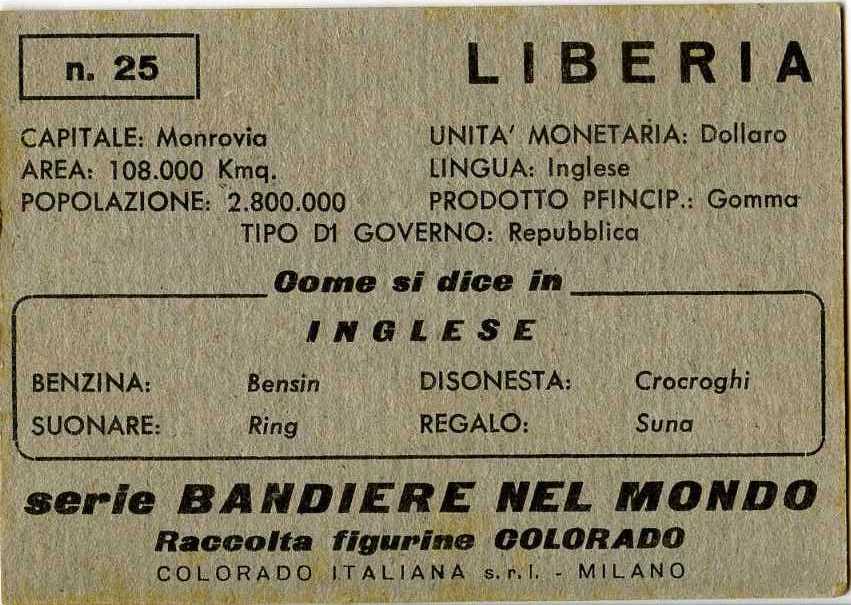 n. 25
LIBERIA
CAPITALE: Monrovia
UNITA' MONETARIA: Dollaro
AREA: 108.000 Kmq.
LINGUA: Inglese
POPOLAZIONE: 2.800.000
PRODOTTO PFINCIP.: Gomma
TIPO D1 GOVERNO: Repubblica
Come si dice in
INGLESE
BENZINA: Bensin
DISONESTA: Crocroghi
SUONARE: Ring
REGALO: Suna
serie BANDIERE NEL MONDO
Raccolta figurine COLORADO
COLORADO ITALIANA s.r.l. - MILANO